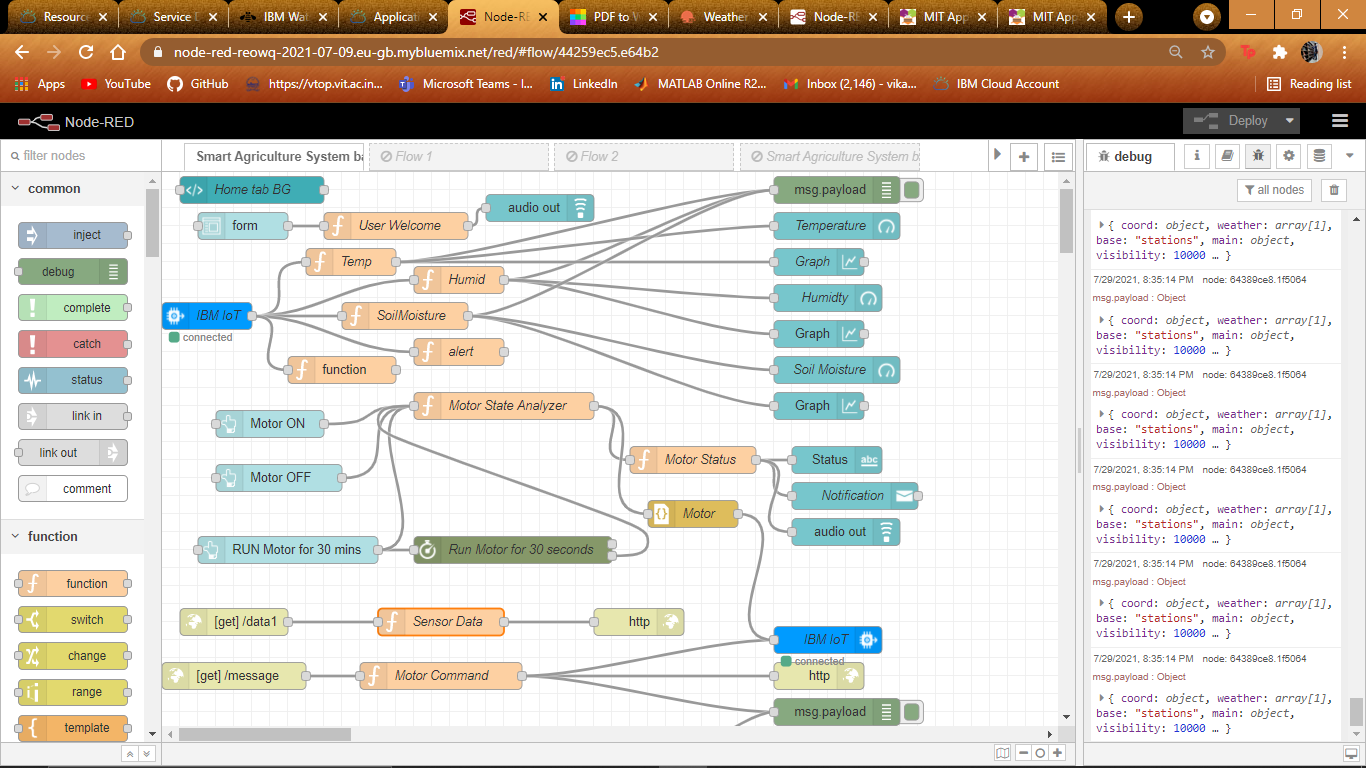 Resource
Service D
IBM Wat
Applicati
Node-RE
PDF to V
Weather
Node-RE
MIT App
MIT App
node-red-reowq-2021-07-09.eu-gb.mybluemix.net/red/#flow/44259ec5.e64b2
Apps
YouTube
GitHub
https://vtop.vit.ac.in...
Microsoft Teams - I...
LinkedIn
MATLAB Online R2...
Inbox (2,146) - vika...
IBM Cloud Account
Reading list
Node-RED
Deploy
filter nodes
Smart Agriculture System ba
Flow 1
Flow 2
Smart Agriculture System b
debug
common
inject
debug
complete
catch
status
link in
link out
comment
function
function
switch
change
range
template
Home tab BG
form
User Welcome
audio out
Temp
Humid
IBM IoT
connected
SoilMoisture
alert
function
msg.payload
Temperature
Graph
Humidty
Graph
Soil Moisture
Graph
Motor ON
Motor State Analyzer
Motor OFF
Motor Status
Status
abc
Notification
Motor
audio out
RUN Motor for 30 mins
Run Motor for 30 seconds
[get] /data1
Sensor Data
http
IBM IoT
connected
[get] /message
Motor Command
http
msg.payload
all nodes
{ coord: object, weather: array[1],
base: "stations", main: object,
visibility: 10000 … }
7/29/2021, 8:35:14 PM node: 64389ce8.1f5064
msg.payload : Object
{ coord: object, weather: array[1],
base: "stations", main: object,
visibility: 10000 … }
7/29/2021, 8:35:14 PM node: 64389ce8.1f5064
msg.payload : Object
{ coord: object, weather: array[1],
base: "stations", main: object,
visibility: 10000 … }
7/29/2021, 8:35:14 PM node: 64389ce8.1f5064
msg.payload : Object
{ coord: object, weather: array[1],
base: "stations", main: object,
visibility: 10000 … }
7/29/2021, 8:35:14 PM node: 64389ce8.1f5064
msg.payload : Object
{ coord: object, weather: array[1],
base: "stations", main: object,
visibility: 10000 … }
7/29/2021, 8:35:14 PM node: 64389ce8.1f5064
msg.payload : Object
{ coord: object, weather: array[1],
base: "stations", main: object,
visibility: 10000 … }